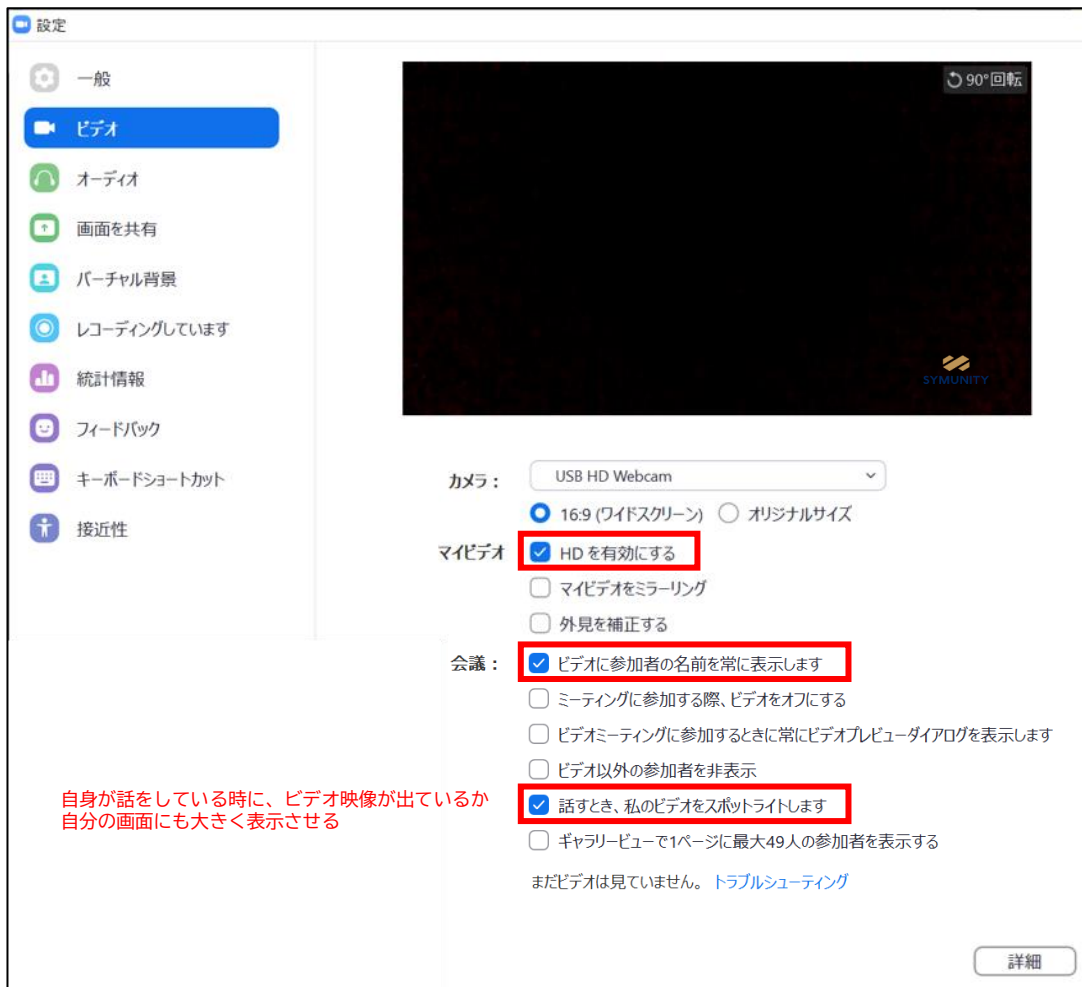 設定
一般
ビデオ
オーディオ
画面を共有
バーチャル背景
レコーディングしています
統計情報
フィードバック
キーボードショートカット
接近性
90°回転
SYMUNITY
カメラ：
USB HD Webcam
16:9 (ワイドスクリーン) オリジナルサイズ
マイビデオ
HD を有効にする
マイビデオをミラーリング
外見を補正する
会議：
ビデオに参加者の名前を常に表示します
ミーティングに参加する際、ビデオをオフにする
ビデオミーティングに参加するときに常にビデオプレビューダイアログを表示します
ビデオ以外の参加者を非表示
話すとき、私のビデオをスポットライトします
ギャラリービューで1ページに最大49人の参加者を表示する
まだビデオは見ていません。 トラブルシューティング
自身が話をしている時に、ビデオ映像が出ているか
自分の画面にも大きく表示させる
詳細